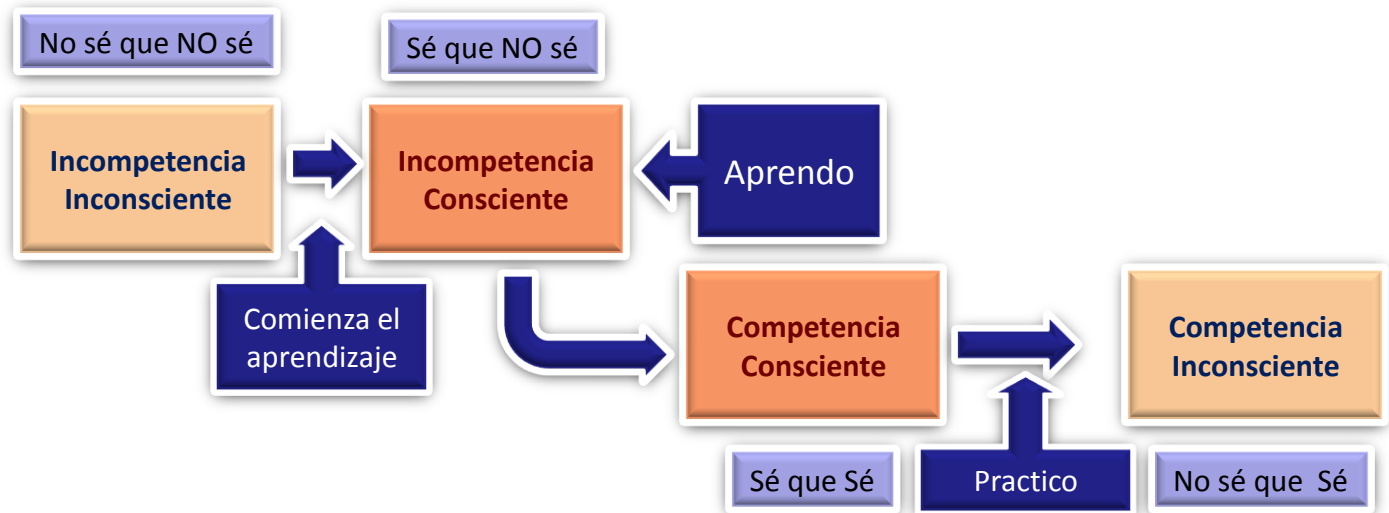 No sé que NO sé
Sé que NO sé
Incompetencia
Inconsciente
Incompetencia
Consciente
Aprendo
Comienza el
aprendizaje
Competencia
Consciente
Competencia
Inconsciente
Sé que Sé
Practico
No sé que  Sé